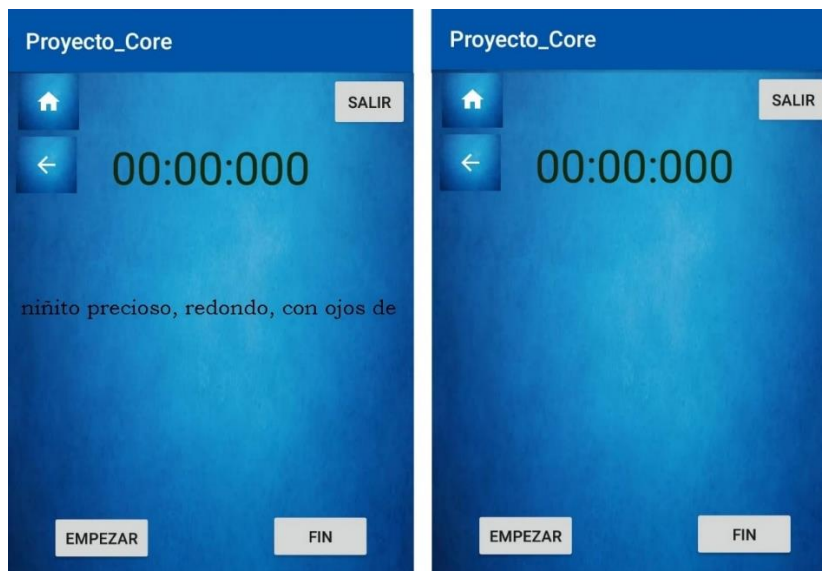 Proyecto_Core
SALIR
00:00:000
niñito precioso, redondo, con ojos de
EMPEZAR FIN
Proyecto_Core
SALIR
00:00:000
EMPEZAR FIN